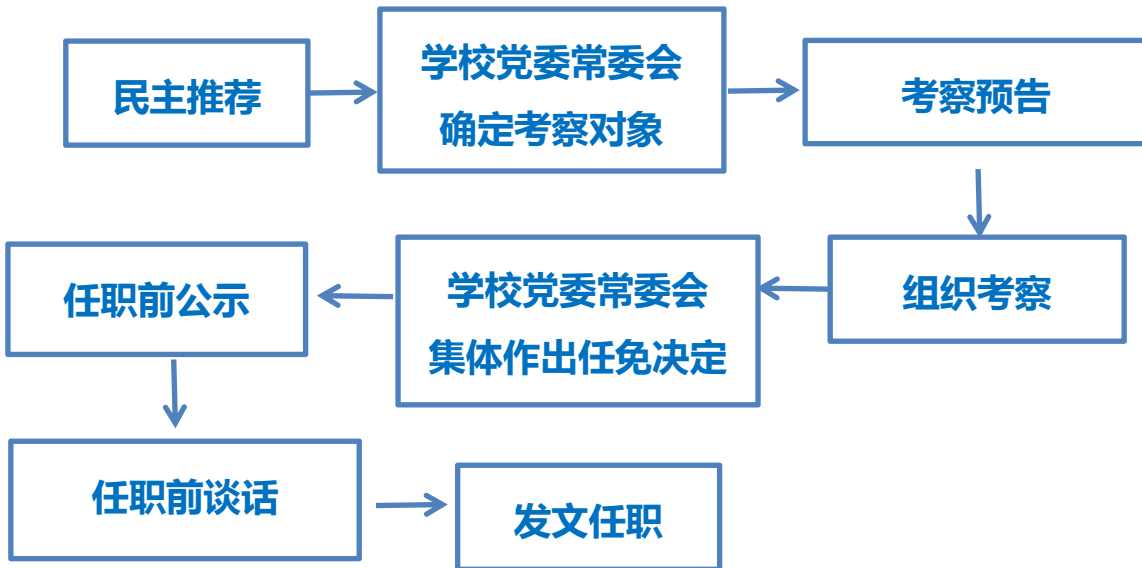 民主推荐
学校党委常委会
确定考察对象
考察预告
组织考察
学校党委常委会
集体作出任免决定
任职前公示
任职前谈话
发文任职